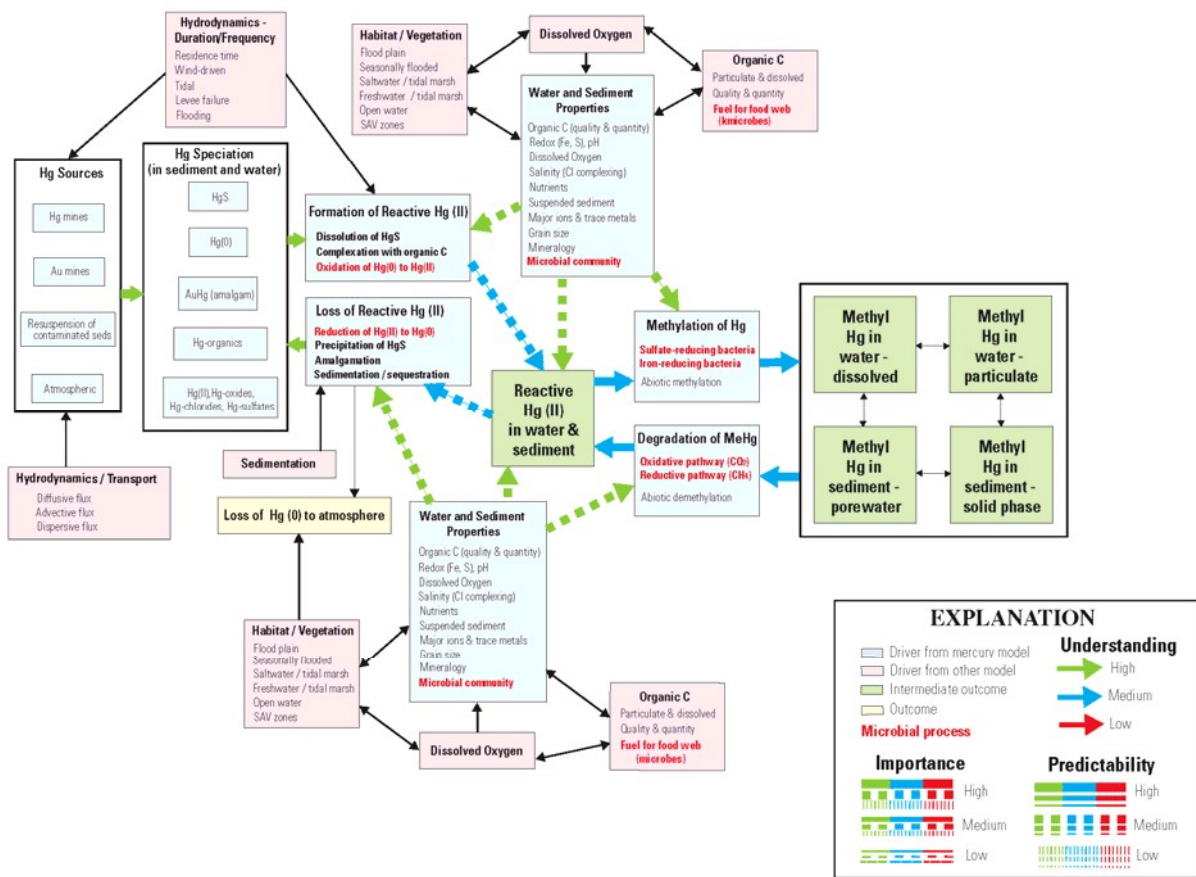 Hydrodynamics -
Duration/Frequency
Residence time
Wind-driven
Tidal
Levee failure
Flooding
Habitat / Vegetation
Flood plain
Seasonally flooded
Saltwater / tidal marsh
Freshwater / tidal marsh
Open water
SAV zones
Dissolved Oxygen
Organic C
Particulate & dissolved
Quality & quantity
Fuel for food web
(kmicrobes)
Water and Sediment
Properties
Organic C (quality & quantity)
Redox (Fe, S), pH
Dissolved Oxygen
Salinity (Cl complexing)
Nutrients
Suspended sediment
Major ions & trace metals
Grain size
Mineralogy
Microbial community
Hg Sources
Hg mines
Au mines
Resuspension of
contaminated seds
Atmospheric
Hg Speciation
(in sediment and water)
HgS
Hg(0)
AuHg (amalgam)
Hg-organics
Hg(II),Hg-oxides,
Hg-chlorides, Hg-sulfates
Formation of Reactive Hg (II)
Dissolution of HgS
Complexation with organic C
Oxidation of Hg(0) to Hg(II)
Loss of Reactive Hg (II)
Reduction of Hg(II) to Hg(0)
Precipitation of HgS
Amalgamation
Sedimentation / sequestration
Reactive
Hg (II)
in water &
sediment
Methylation of Hg
Sulfate-reducing bacteria
Iron-reducing bacteria
Abiotic methylation
Degradation of MeHg
Oxidative pathway (CO2)
Reductive pathway (CH4)
Abiotic demethylation
Methyl
Hg in
water -
dissolved
Methyl
Hg in
water -
particulate
Methyl
Hg in
sediment -
porewater
Methyl
Hg in
sediment -
solid phase
Hydrodynamics / Transport
Diffusive flux
Advective flux
Dispersive flux
Sedimentation
Loss of Hg (0) to atmosphere
Water and Sediment
Properties
Organic C (quality & quantity)
Redox (Fe, S), pH
Dissolved Oxygen
Salinity (Cl complexing)
Nutrients
Suspended sediment
Major ions & trace metals
Grain size
Mineralogy
Microbial community
Habitat / Vegetation
Flood plain
Seasonally flooded
Saltwater / tidal marsh
Freshwater / tidal marsh
Open water
SAV zones
Dissolved Oxygen
Organic C
Particulate & dissolved
Quality & quantity
Fuel for food web
(microbes)
EXPLANATION
Driver from mercury model
Driver from other model
Intermediate outcome
Outcome
Microbial process
Understanding
High
Medium
Low
Importance
High
Medium
Low
Predictability
High
Medium
Low